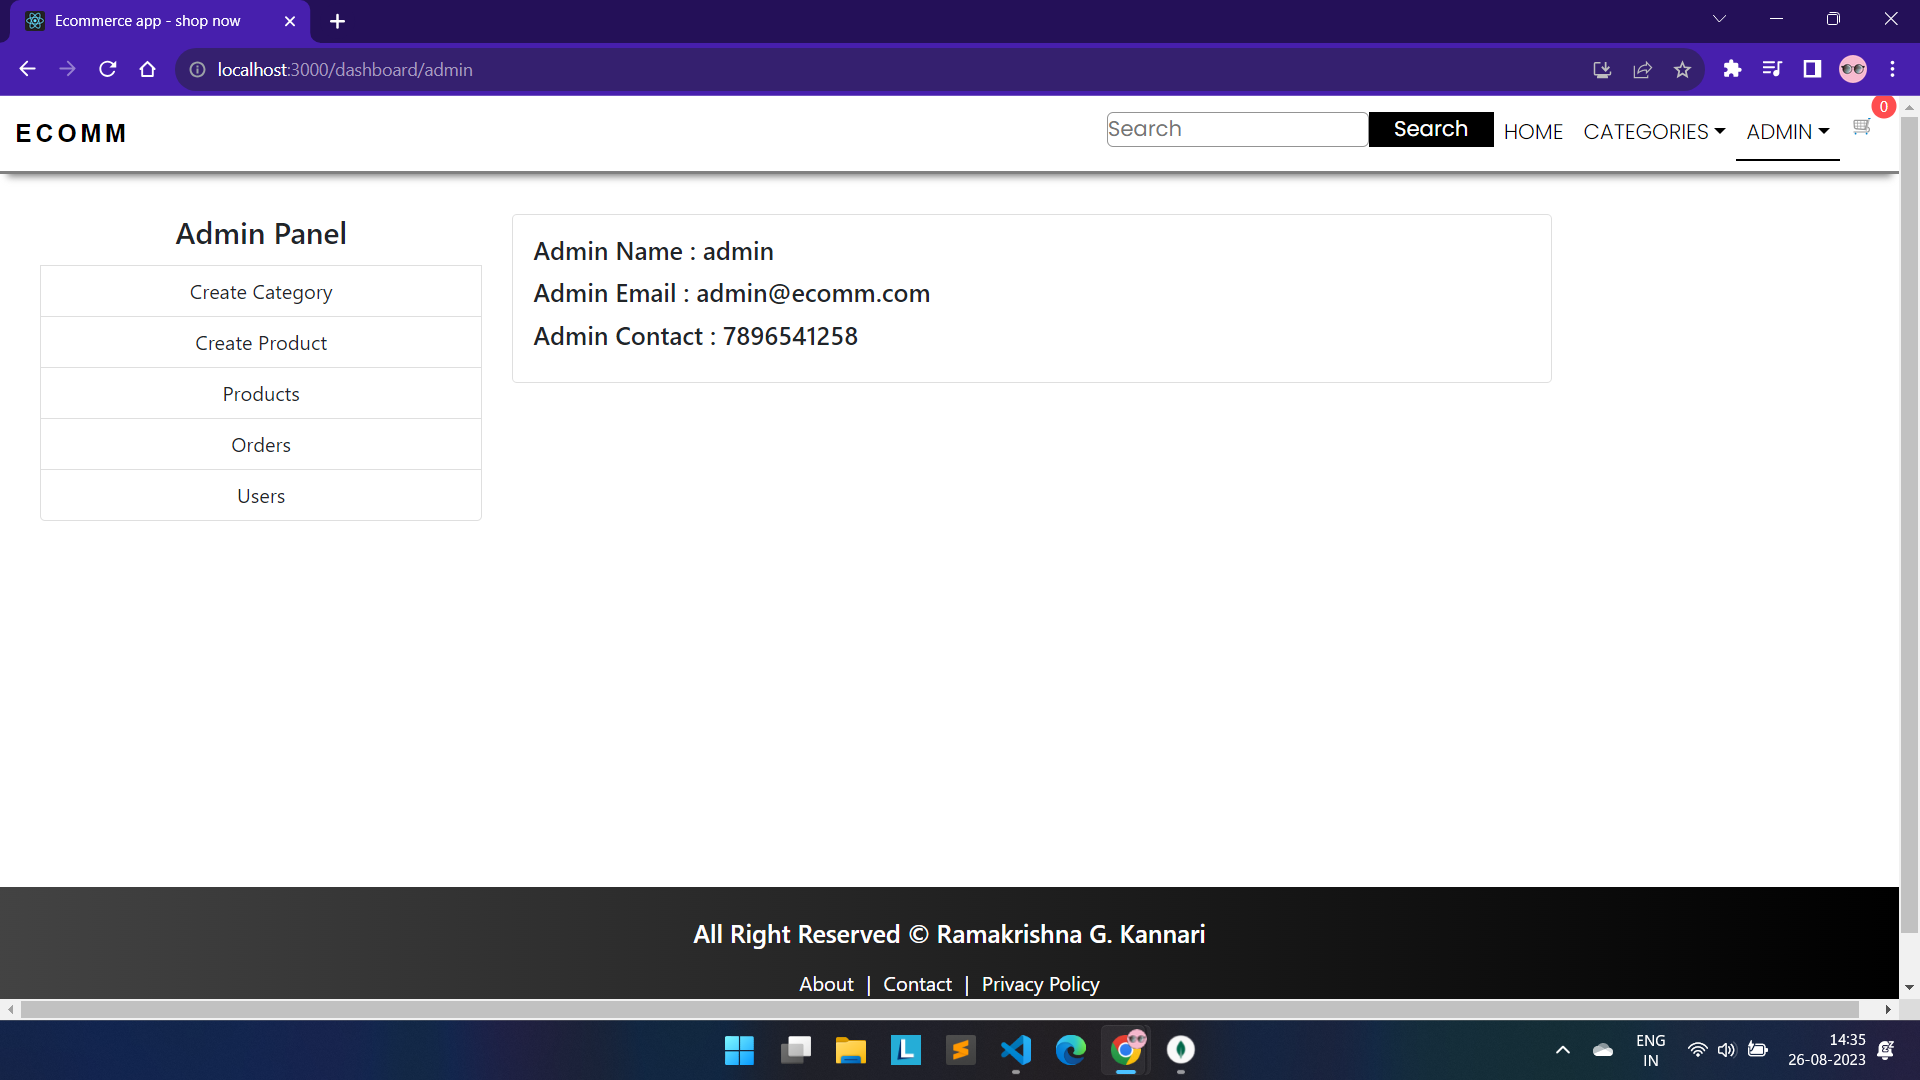 Ecommerce app - shop now
localhost:3000/dashboard/admin
ECOMM
Search
Search
HOME
CATEGORIES
ADMIN
0
Admin Panel
Create Category
Create Product
Products
Orders
Users
Admin Name : admin
Admin Email : admin@ecomm.com
Admin Contact : 7896541258
All Right Reserved © Ramakrishna G. Kannari
About | Contact | Privacy Policy
L
ENG
IN
14:35
26-08-2023